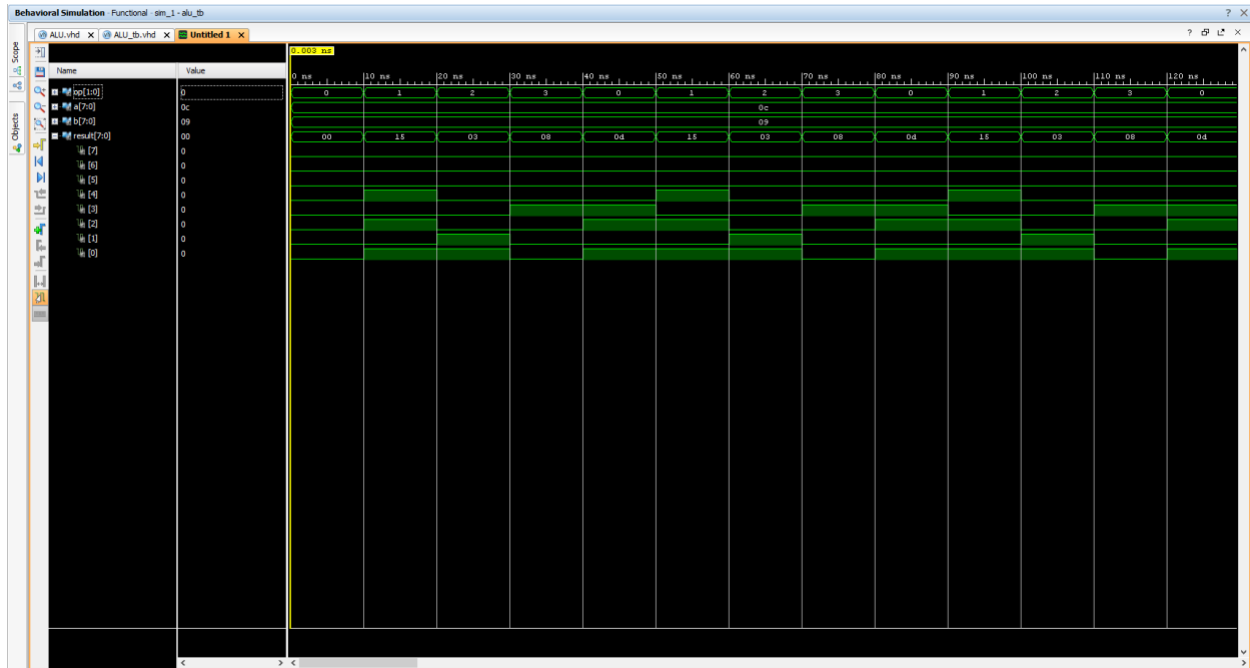 Behavioral Simulation - Functional - sim_1 - alu_tb
? ×
ALU.vhd × ALU_tb.vhd × Untitled 1 ×
?
Scope
Objects
0.003 ns
Name Value
0 ns 10 ns 20 ns 30 ns 40 ns 50 ns 60 ns 70 ns 80 ns 90 ns 100 ns 110 ns 120 ns
op[1:0] 0 0 1 2 3 0 1 2 3 0 1 2 3 0
a[7:0] 0c 0c
b[7:0] 09 09
result[7:0] 00 00 15 03 08 0d 15 03 08 0d 15 03 08 0d
[7] 0
[6] 0
[5] 0
[4] 0
[3] 0
[2] 0
[1] 0
[0] 0